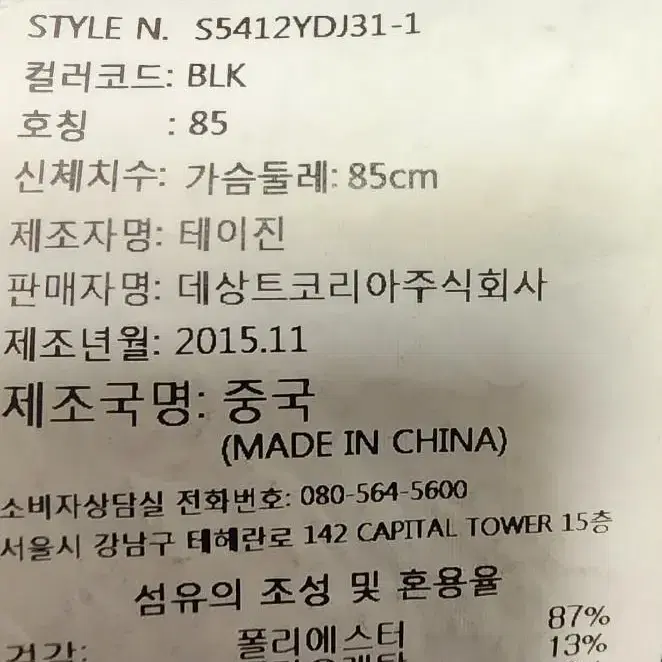 STYLE N. S5412YDJ31-1
컬러코드: BLK
호칭 : 85
신체치수: 가슴둘레: 85cm
제조자명: 테이진
판매자명: 데상트코리아주식회사
제조년월: 2015.11
제조국명: 중국
(MADE IN CHINA)
소비자상담실 전화번호: 080-564-5600
서울시 강남구 테헤란로 142 CAPITAL TOWER 15층
섬유의 조성 및 혼용율
겉감: 폴리에스터 87%
13%